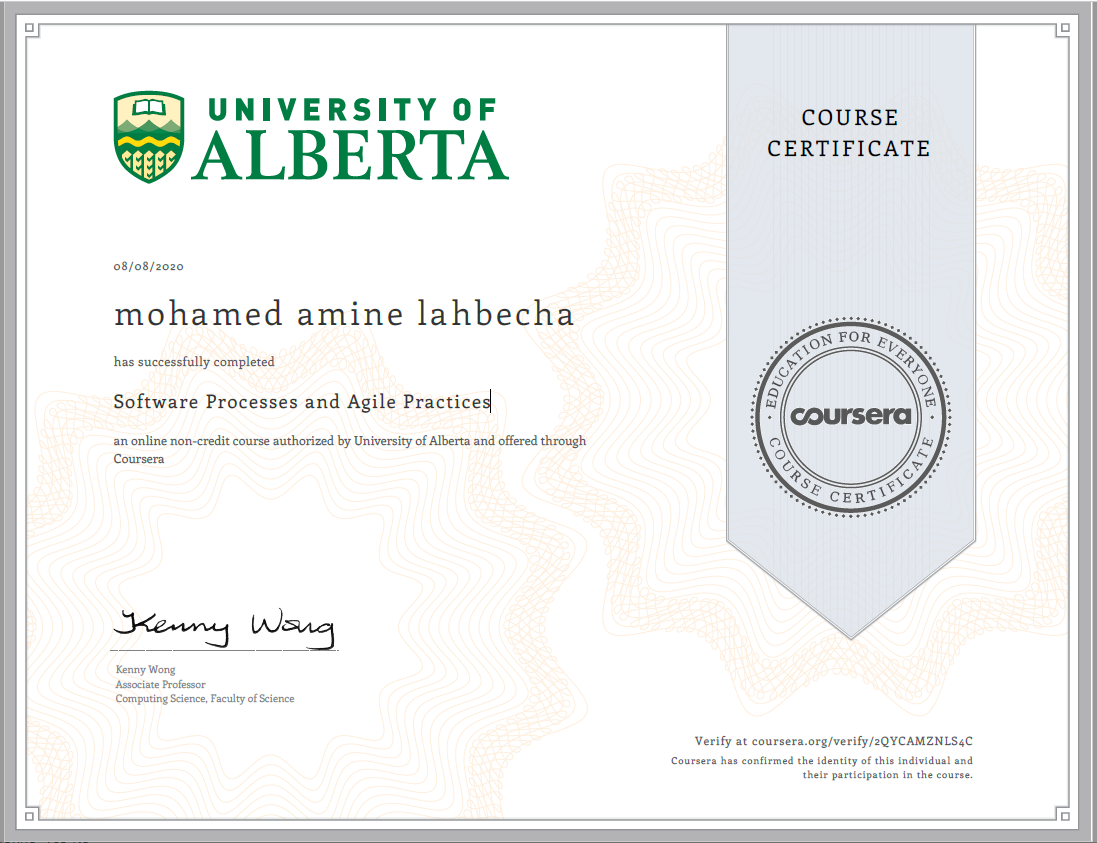 UNIVERSITY OF
ALBERTA
COURSE
CERTIFICATE
08/08/2020
mohamed amine lahbecha
has successfully completed
Software Processes and Agile Practices
an online non-credit course authorized by University of Alberta and offered through
Coursera
EDUCATION FOR EVERYONE
coursera
COURSE CERTIFICATE
Kenny Wong
Kenny Wong
Associate Professor
Computing Science, Faculty of Science
Verify at coursera.org/verify/2QYCAMZNLS4C
Coursera has confirmed the identity of this individual and
their participation in the course.